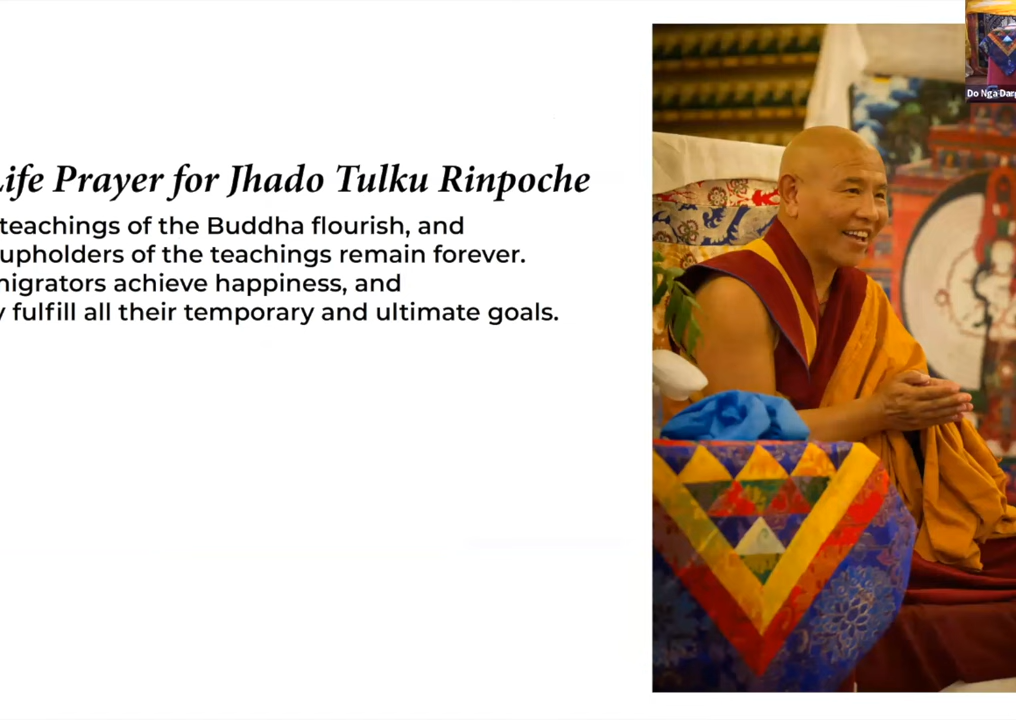 Life Prayer for Jhado Tulku Rinpoche
teachings of the Buddha flourish, and
upholders of the teachings remain forever.
migrators achieve happiness, and
fulfill all their temporary and ultimate goals.
Do Nga